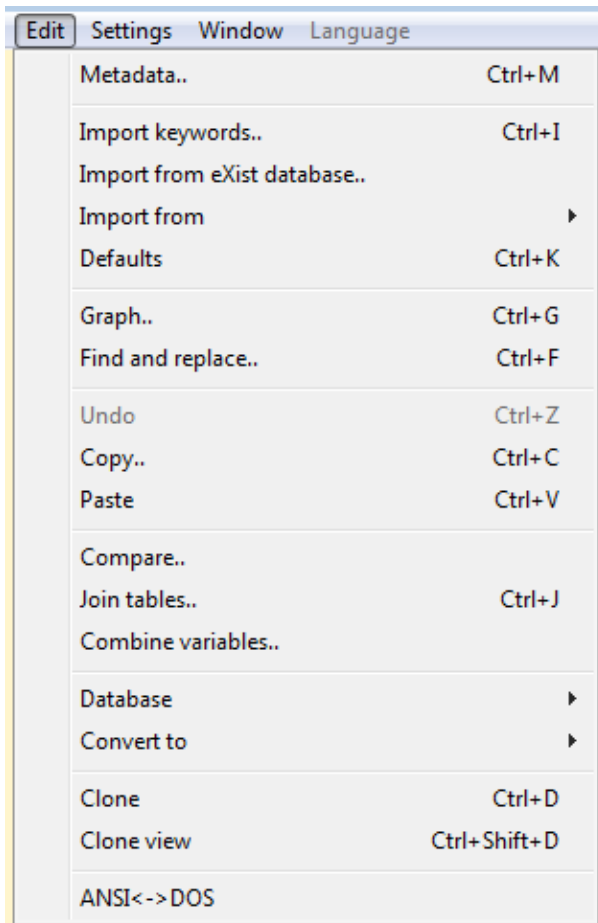 Edit Settings Window Language
Metadata.. Ctrl+M
Import keywords.. Ctrl+I
Import from eXist database..
Import from
Defaults Ctrl+K
Graph.. Ctrl+G
Find and replace.. Ctrl+F
Undo Ctrl+Z
Copy.. Ctrl+C
Paste Ctrl+V
Compare..
Join tables.. Ctrl+J
Combine variables..
Database
Convert to
Clone Ctrl+D
Clone view Ctrl+Shift+D
ANSI<->DOS